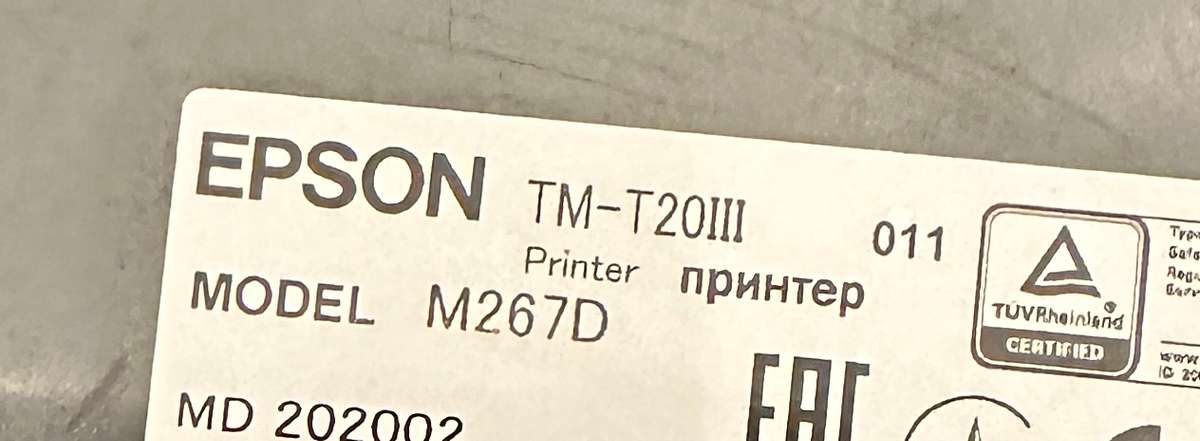 EPSON TM-T20III 011
Printer принтер
MODEL M267D
TÜVRheinland
CERTIFIED
EAC
MD 202002